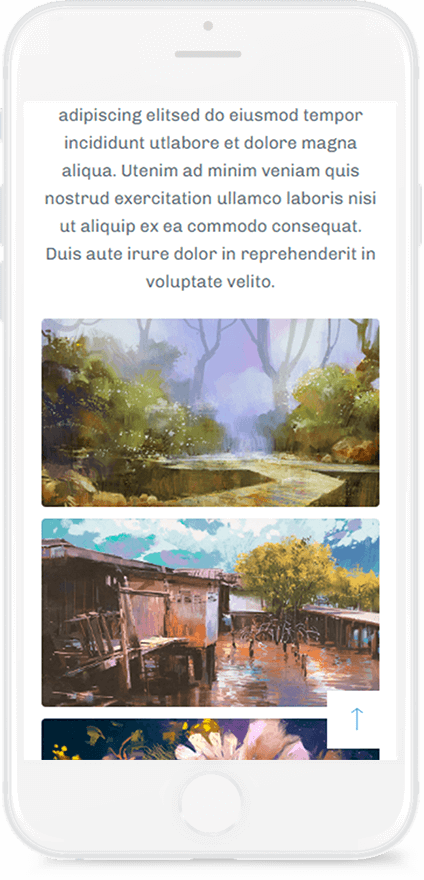 adipiscing elitsed do eiusmod tempor
incididunt utlabore et dolore magna
aliqua. Utenim ad minim veniam quis
nostrud exercitation ullamco laboris nisi
ut aliquip ex ea commodo consequat.
Duis aute irure dolor in reprehenderit in
voluptate velito.